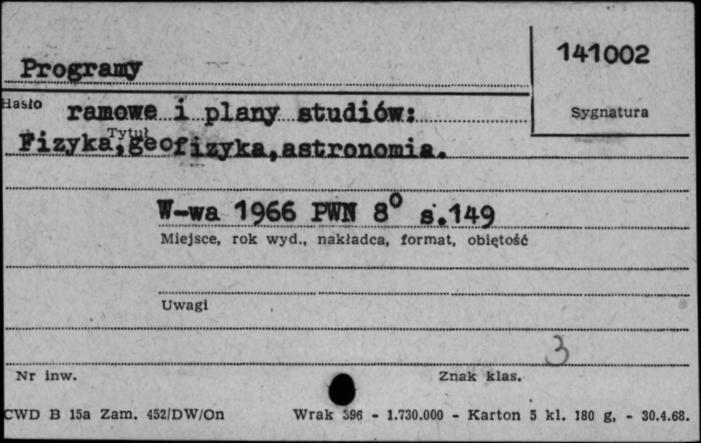 Programy
141002
Hasło ramowe i plany studiów:
Sygnatura
Tytuł
Fizyka,geofizyka,astronomia.
W-wa 1966 PWN 8° s.149
Miejsce, rok wyd., nakładca, format, objętość
Uwagi
3
Nr inw. Znak klas.
CWD B 15a Zam. 452/DW/On Wrak 396 - 1.730.000 - Karton 5 kl. 180 g. - 30.4.68.